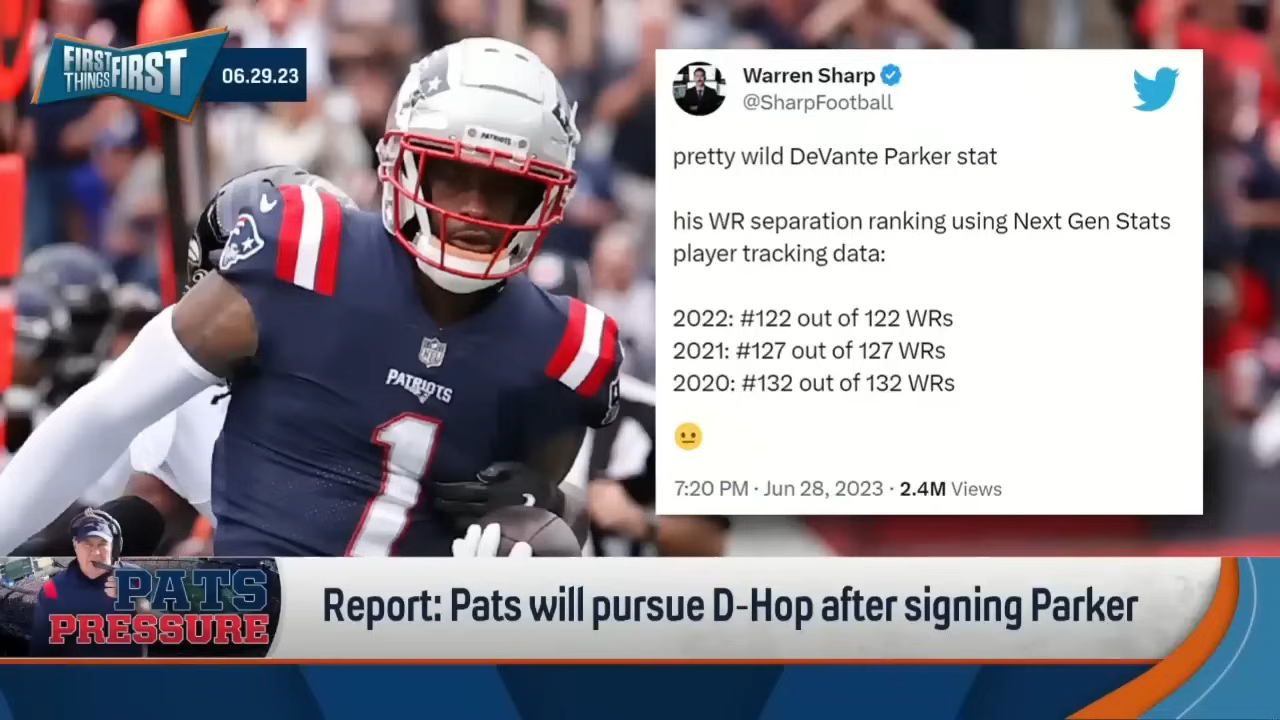 FIRST
THINGS
FIRST
06.29.23
Warren Sharp
@SharpFootball
pretty wild DeVante Parker stat
his WR separation ranking using Next Gen Stats
player tracking data:
2022: #122 out of 122 WRs
2021: #127 out of 127 WRs
2020: #132 out of 132 WRs
7:20 PM · Jun 28, 2023 · 2.4M Views
PATRIOTS
NFL
PATRIOTS
1
PATS
PRESSURE
Report: Pats will pursue D-Hop after signing Parker